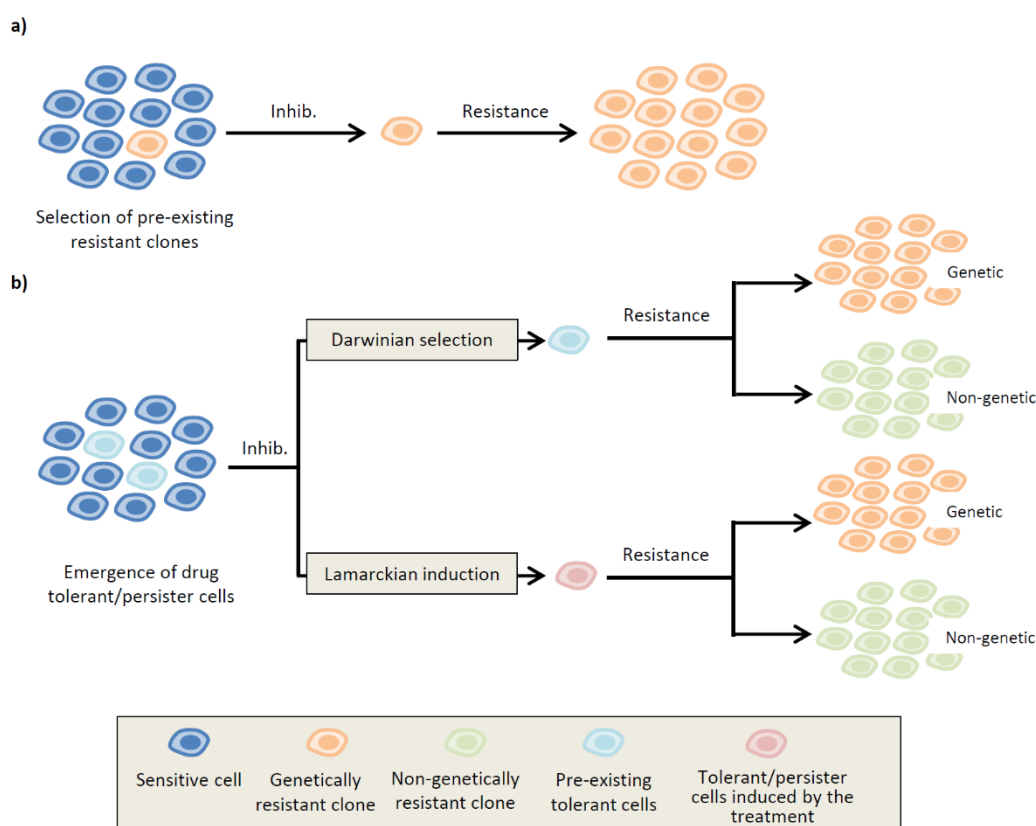 a)
Inhib.
Resistance
Selection of pre-existing
resistant clones
b)
Genetic
Resistance
Darwinian selection
Non-genetic
Inhib.
Genetic
Resistance
Emergence of drug
tolerant/persister cells
Lamarckian induction
Non-genetic
Sensitive cell
Genetically
resistant clone
Non-genetically
resistant clone
Pre-existing
tolerant cells
Tolerant/persister
cells induced by the
treatment